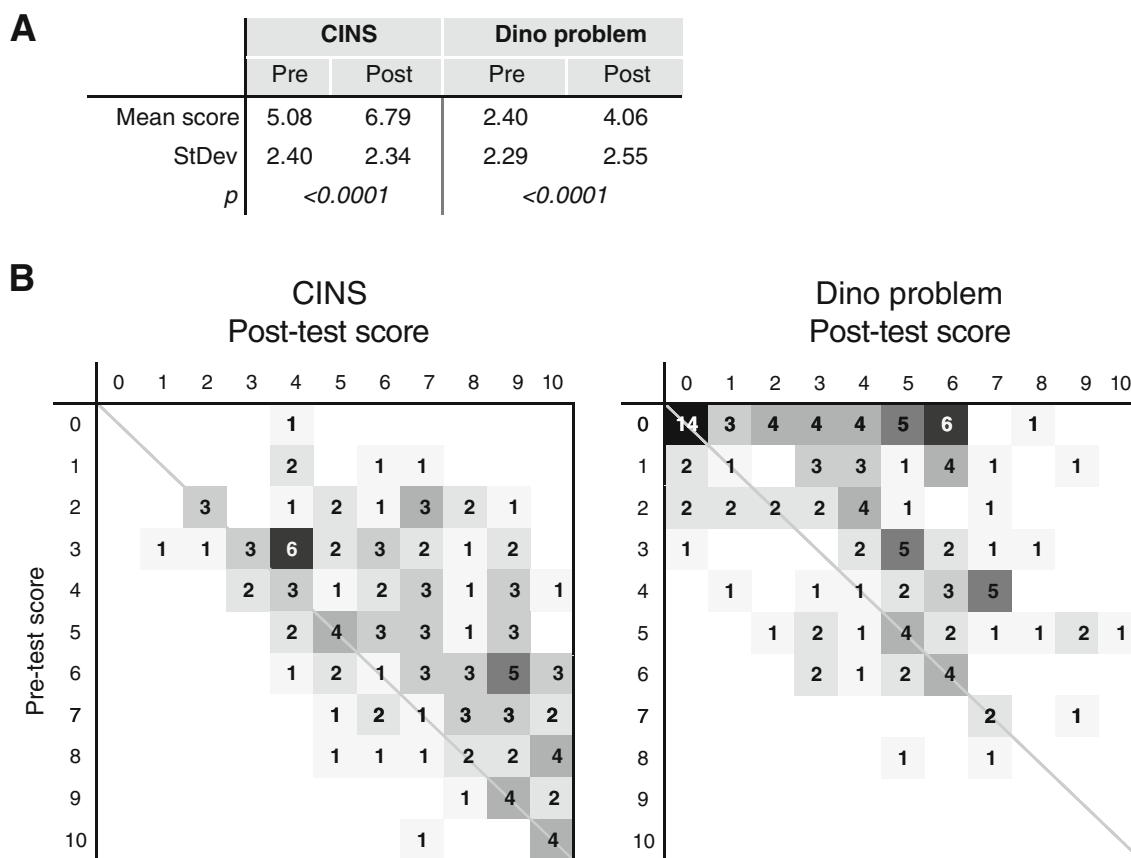 A
CINS Dino problem
Pre Post Pre Post
Mean score 5.08 6.79 2.40 4.06
StDev 2.40 2.34 2.29 2.55
p <0.0001 <0.0001
B
CINS
Post-test score
0 1 2 3 4 5 6 7 8 9 10
Pre-test score
0 1
1 2 1 1
2 3 1 2 1 3 2 1
3 1 1 3 6 2 3 2 1 2
4 2 3 1 2 3 1 3 1
5 2 4 3 3 1 3
6 1 2 1 3 3 5 3
7 1 2 1 3 3 2
8 1 1 1 2 2 4
9 1 4 2
10 1 4
Dino problem
Post-test score
0 1 2 3 4 5 6 7 8 9 10
0 14 3 4 4 4 5 6 1
1 2 1 3 3 1 4 1 1
2 2 2 2 2 4 1 1
3 1 2 5 2 1 1
4 1 1 1 2 3 5
5 1 2 1 4 2 1 1 2 1
6 2 1 2 4
7 2 1
8 1 1
9
10